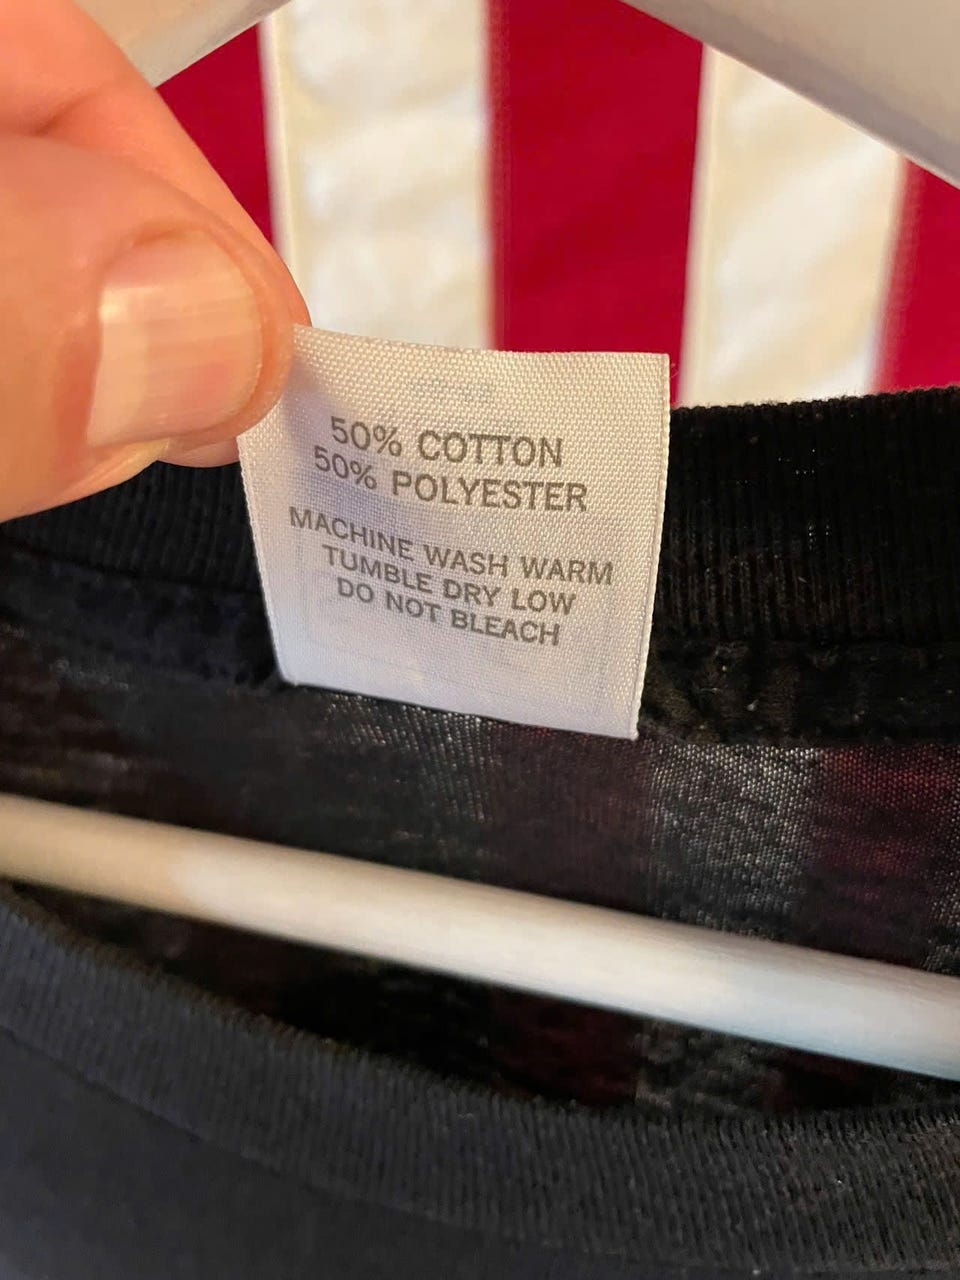 50% COTTON
50% POLYESTER
MACHINE WASH WARM
TUMBLE DRY LOW
DO NOT BLEACH